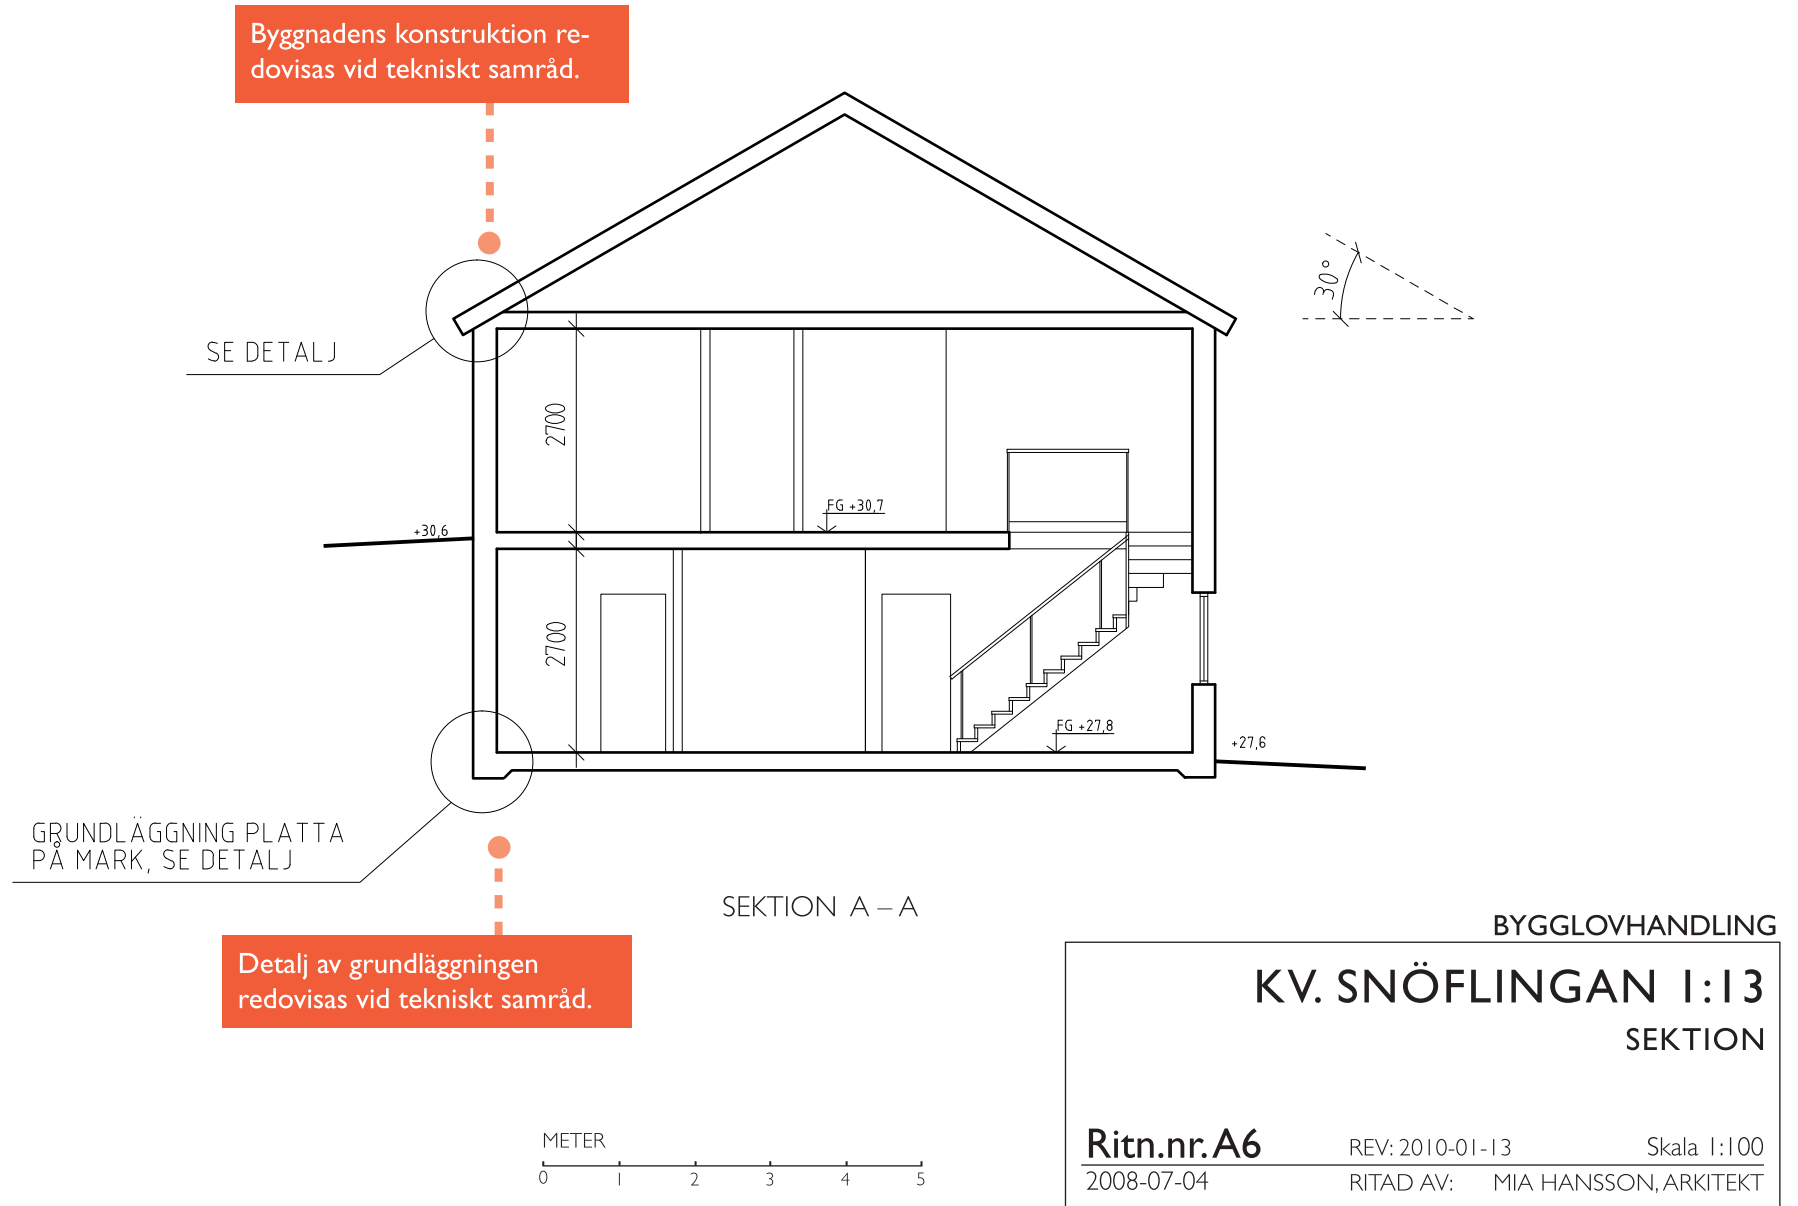 Byggnadens konstruktion re-
dovisas vid tekniskt samråd.
30°
SE DETALJ
2700
FG +30,7
+30,6
2700
FG +27,8
+27,6
GRUNDLÄGGNING PLATTA
PÅ MARK, SE DETALJ
SEKTION A – A
Detalj av grundläggningen
redovisas vid tekniskt samråd.
BYGGLOVHANDLING
KV. SNÖFLINGAN 1:13
SEKTION
METER
0 1 2 3 4 5
Ritn.nr. A6 REV: 2010-01-13 Skala 1:100
2008-07-04 RITAD AV: MIA HANSSON, ARKITEKT